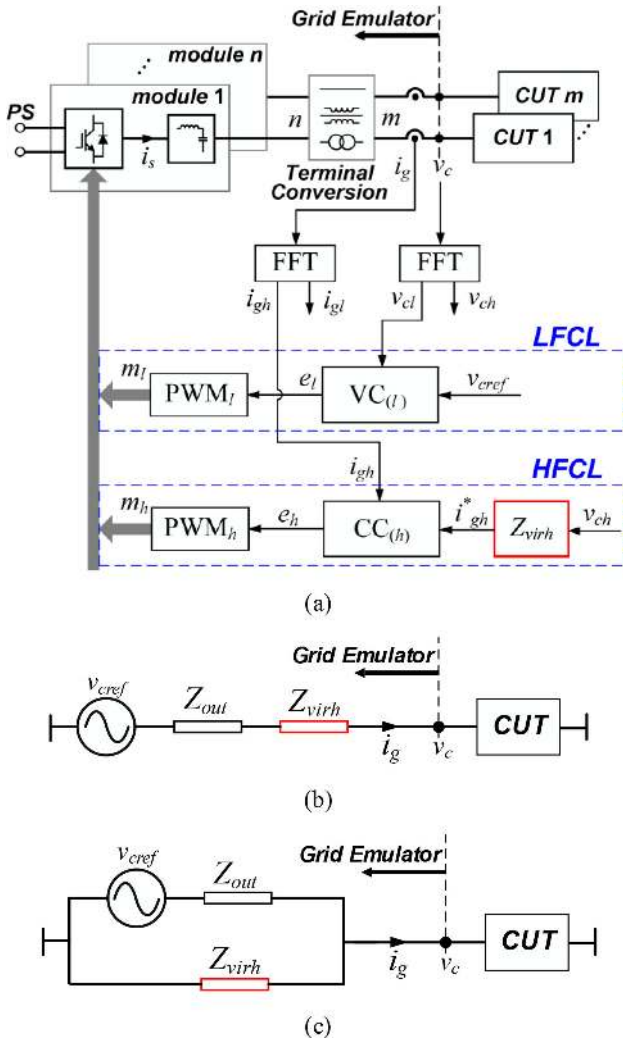 Grid Emulator
module n
module 1
PS
i_s
n
m
Terminal
Conversion
i_g
v_c
CUT m
CUT 1
FFT
FFT
i_gh
i_gl
v_cl
v_ch
LFCL
m_l
PWM_l
e_l
VC_(l)
v_cref
i_gh
HFCL
m_h
PWM_h
e_h
CC_(h)
i*_gh
Z_virh
v_ch
(a)
Grid Emulator
v_cref
Z_out
Z_virh
i_g
v_c
CUT
(b)
v_cref
Grid Emulator
Z_out
Z_virh
i_g
v_c
CUT
(c)